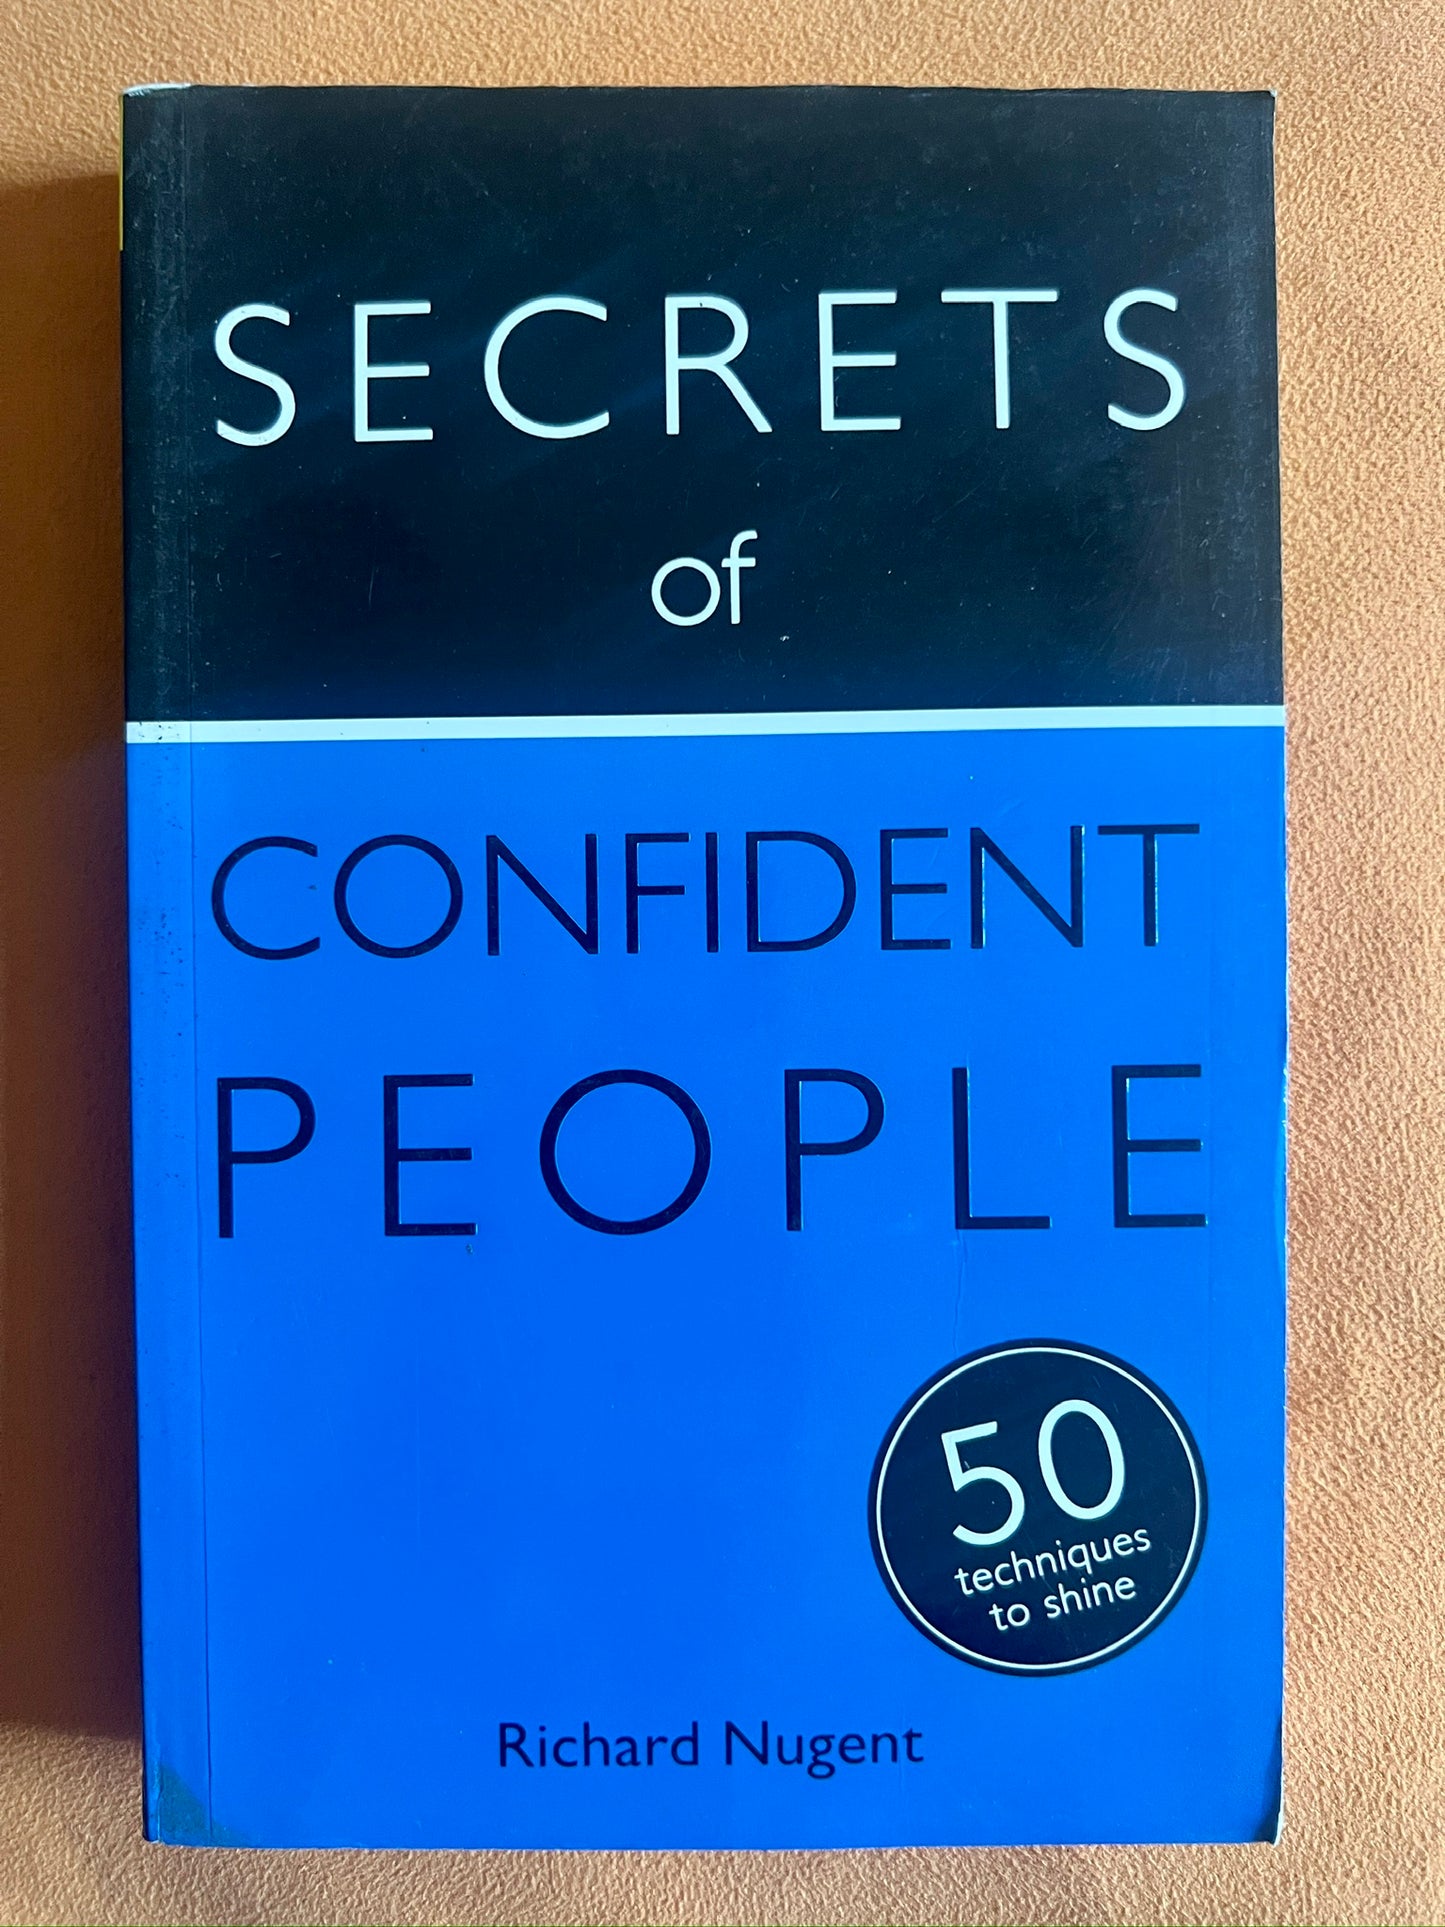 SECRETS
of
CONFIDENT
PEOPLE
50
techniques
to shine
Richard Nugent